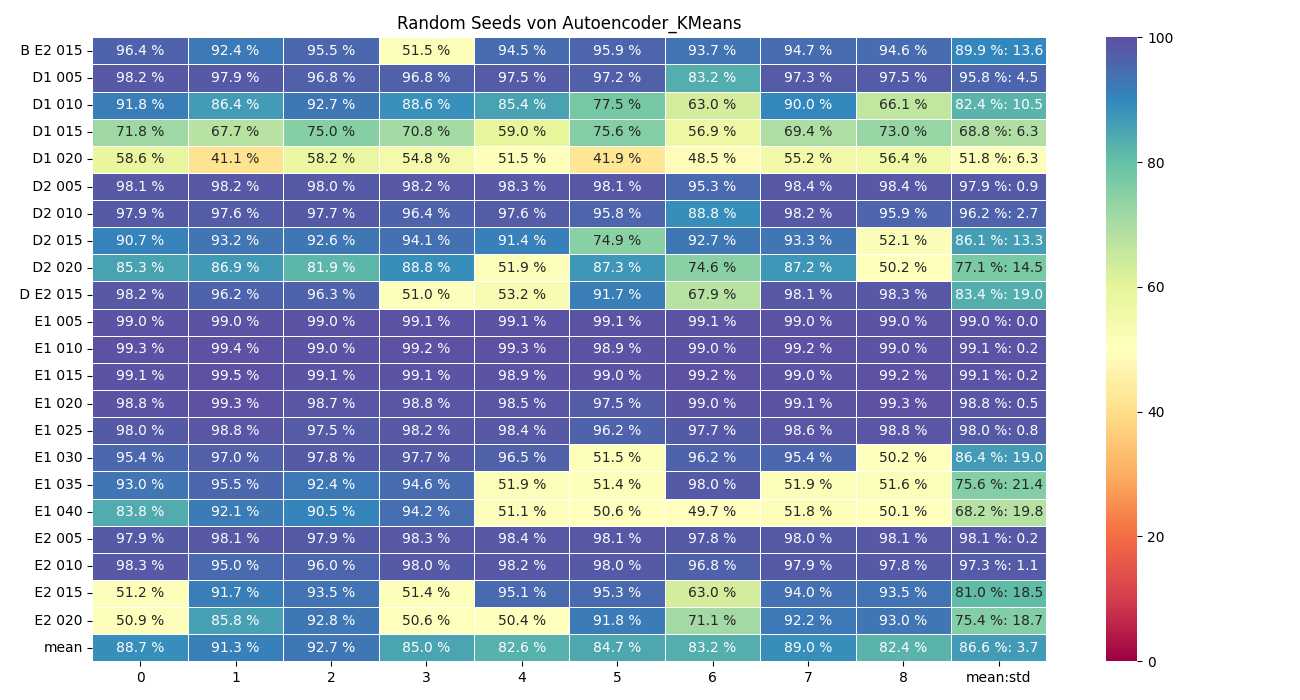 Random Seeds von Autoencoder_KMeans
B E2 015 96.4 % 92.4 % 95.5 % 51.5 % 94.5 % 95.9 % 93.7 % 94.7 % 94.6 % 89.9 %: 13.6
D1 005 98.2 % 97.9 % 96.8 % 96.8 % 97.5 % 97.2 % 83.2 % 97.3 % 97.5 % 95.8 %: 4.5
D1 010 91.8 % 86.4 % 92.7 % 88.6 % 85.4 % 77.5 % 63.0 % 90.0 % 66.1 % 82.4 %: 10.5
D1 015 71.8 % 67.7 % 75.0 % 70.8 % 59.0 % 75.6 % 56.9 % 69.4 % 73.0 % 68.8 %: 6.3
D1 020 58.6 % 41.1 % 58.2 % 54.8 % 51.5 % 41.9 % 48.5 % 55.2 % 56.4 % 51.8 %: 6.3
D2 005 98.1 % 98.2 % 98.0 % 98.2 % 98.3 % 98.1 % 95.3 % 98.4 % 98.4 % 97.9 %: 0.9
D2 010 97.9 % 97.6 % 97.7 % 96.4 % 97.6 % 95.8 % 88.8 % 98.2 % 95.9 % 96.2 %: 2.7
D2 015 90.7 % 93.2 % 92.6 % 94.1 % 91.4 % 74.9 % 92.7 % 93.3 % 52.1 % 86.1 %: 13.3
D2 020 85.3 % 86.9 % 81.9 % 88.8 % 51.9 % 87.3 % 74.6 % 87.2 % 50.2 % 77.1 %: 14.5
D E2 015 98.2 % 96.2 % 96.3 % 51.0 % 53.2 % 91.7 % 67.9 % 98.1 % 98.3 % 83.4 %: 19.0
E1 005 99.0 % 99.0 % 99.0 % 99.1 % 99.1 % 99.1 % 99.1 % 99.0 % 99.0 % 99.0 %: 0.0
E1 010 99.3 % 99.4 % 99.0 % 99.2 % 99.3 % 98.9 % 99.0 % 99.2 % 99.0 % 99.1 %: 0.2
E1 015 99.1 % 99.5 % 99.1 % 99.1 % 98.9 % 99.0 % 99.2 % 99.0 % 99.2 % 99.1 %: 0.2
E1 020 98.8 % 99.3 % 98.7 % 98.8 % 98.5 % 97.5 % 99.0 % 99.1 % 99.3 % 98.8 %: 0.5
E1 025 98.0 % 98.8 % 97.5 % 98.2 % 98.4 % 96.2 % 97.7 % 98.6 % 98.8 % 98.0 %: 0.8
E1 030 95.4 % 97.0 % 97.8 % 97.7 % 96.5 % 51.5 % 96.2 % 95.4 % 50.2 % 86.4 %: 19.0
E1 035 93.0 % 95.5 % 92.4 % 94.6 % 51.9 % 51.4 % 98.0 % 51.9 % 51.6 % 75.6 %: 21.4
E1 040 83.8 % 92.1 % 90.5 % 94.2 % 51.1 % 50.6 % 49.7 % 51.8 % 50.1 % 68.2 %: 19.8
E2 005 97.9 % 98.1 % 97.9 % 98.3 % 98.4 % 98.1 % 97.8 % 98.0 % 98.1 % 98.1 %: 0.2
E2 010 98.3 % 95.0 % 96.0 % 98.0 % 98.2 % 98.0 % 96.8 % 97.9 % 97.8 % 97.3 %: 1.1
E2 015 51.2 % 91.7 % 93.5 % 51.4 % 95.1 % 95.3 % 63.0 % 94.0 % 93.5 % 81.0 %: 18.5
E2 020 50.9 % 85.8 % 92.8 % 50.6 % 50.4 % 91.8 % 71.1 % 92.2 % 93.0 % 75.4 %: 18.7
mean 88.7 % 91.3 % 92.7 % 85.0 % 82.6 % 84.7 % 83.2 % 89.0 % 82.4 % 86.6 %: 3.7
0 1 2 3 4 5 6 7 8 mean:std
100
80
60
40
20
0